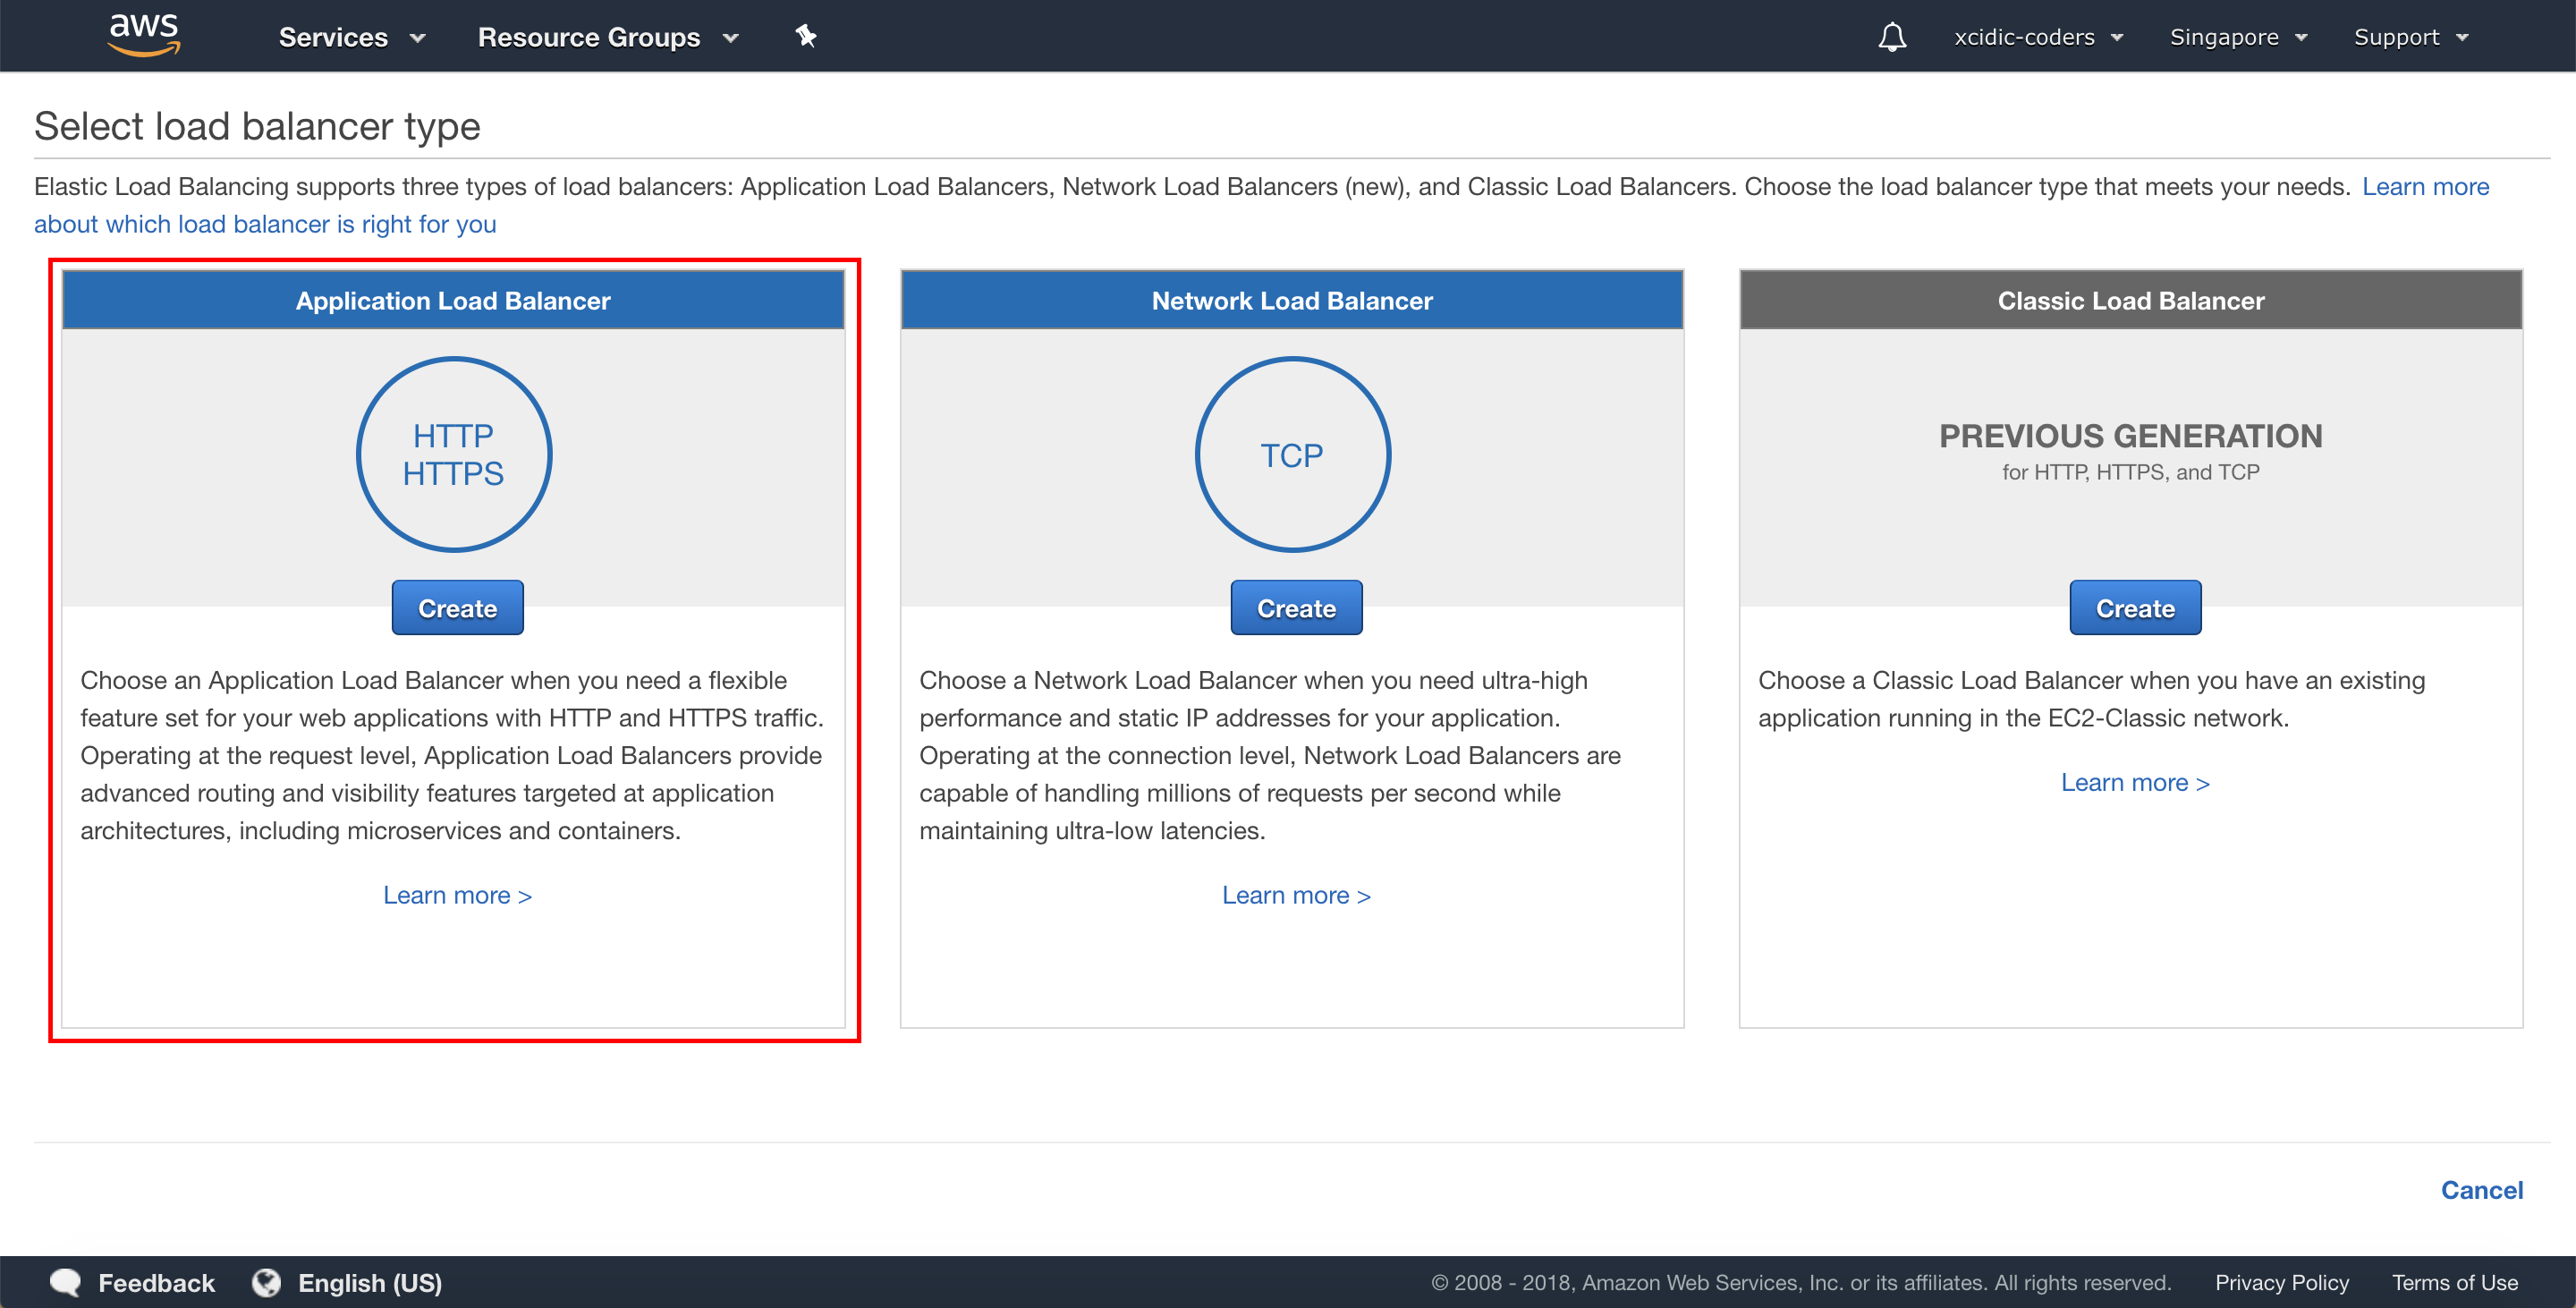 aws
Services
Resource Groups
xcidic-coders
Singapore
Support
Select load balancer type
Elastic Load Balancing supports three types of load balancers: Application Load Balancers, Network Load Balancers (new), and Classic Load Balancers. Choose the load balancer type that meets your needs. Learn more
about which load balancer is right for you
Application Load Balancer
HTTP
HTTPS
Create
Choose an Application Load Balancer when you need a flexible
feature set for your web applications with HTTP and HTTPS traffic.
Operating at the request level, Application Load Balancers provide
advanced routing and visibility features targeted at application
architectures, including microservices and containers.
Learn more >
Network Load Balancer
TCP
Create
Choose a Network Load Balancer when you need ultra-high
performance and static IP addresses for your application.
Operating at the connection level, Network Load Balancers are
capable of handling millions of requests per second while
maintaining ultra-low latencies.
Learn more >
Classic Load Balancer
PREVIOUS GENERATION
for HTTP, HTTPS, and TCP
Create
Choose a Classic Load Balancer when you have an existing
application running in the EC2-Classic network.
Learn more >
Cancel
Feedback
English (US)
© 2008 - 2018, Amazon Web Services, Inc. or its affiliates. All rights reserved.
Privacy Policy
Terms of Use